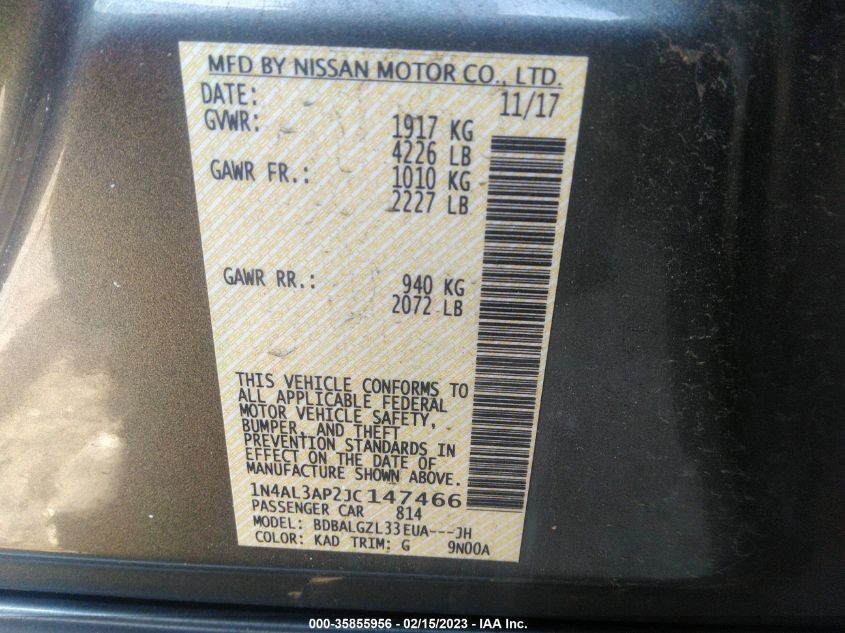 MFD BY NISSAN MOTOR CO., LTD.
DATE: 11/17
GVWR: 1917 KG
4226 LB
GAWR FR.: 1010 KG
2227 LB
GAWR RR.: 940 KG
2072 LB
THIS VEHICLE CONFORMS TO
ALL APPLICABLE FEDERAL
MOTOR VEHICLE SAFETY,
BUMPER, AND THEFT
PREVENTION STANDARDS IN
EFFECT ON THE DATE OF
MANUFACTURE SHOWN ABOVE.
1N4AL3AP2JC147466
PASSENGER CAR 814
MODEL: BDBALGZL33EUA---JH
COLOR: KAD TRIM: G 9N00A
000-35855956 - 02/15/2023 - IAA Inc.